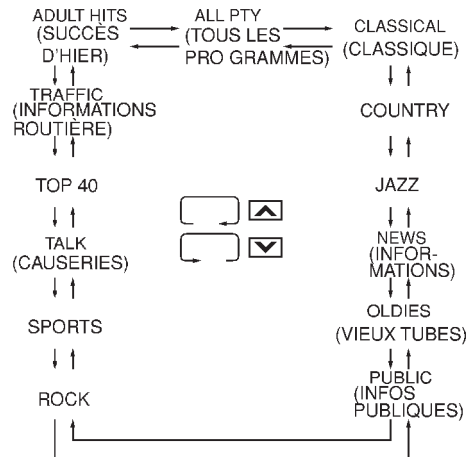 ADULT HITS
(SUCCÈS
D'HIER)
ALL PTY
(TOUS LES
PRO GRAMMES)
CLASSICAL
(CLASSIQUE)
TRAFFIC
(INFORMATIONS
ROUTIÈRE)
COUNTRY
TOP 40
JAZZ
TALK
(CAUSERIES)
NEWS
(INFOR-
MATIONS)
SPORTS
OLDIES
(VIEUX TUBES)
ROCK
PUBLIC
(INFOS
PUBLIQUES)